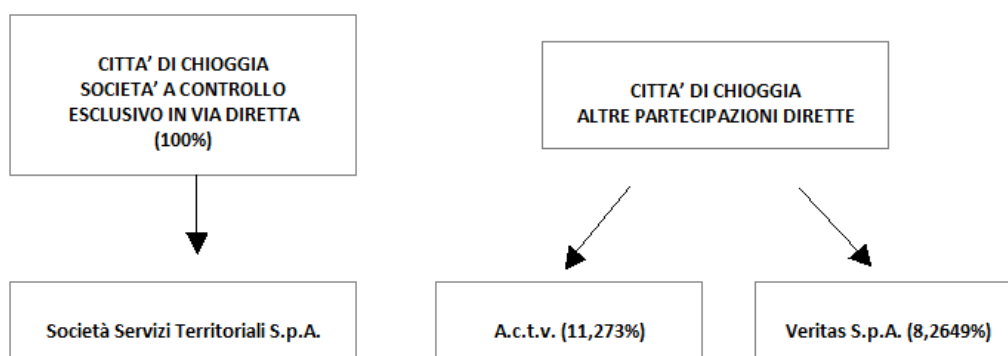 CITTA’ DI CHIOGGIA
SOCIETA’ A CONTROLLO
ESCLUSIVO IN VIA DIRETTA
(100%)
CITTA’ DI CHIOGGIA
ALTRE PARTECIPAZIONI DIRETTE
Società Servizi Territoriali S.p.A.
A.c.t.v. (11,273%)
Veritas S.p.A. (8,2649%)